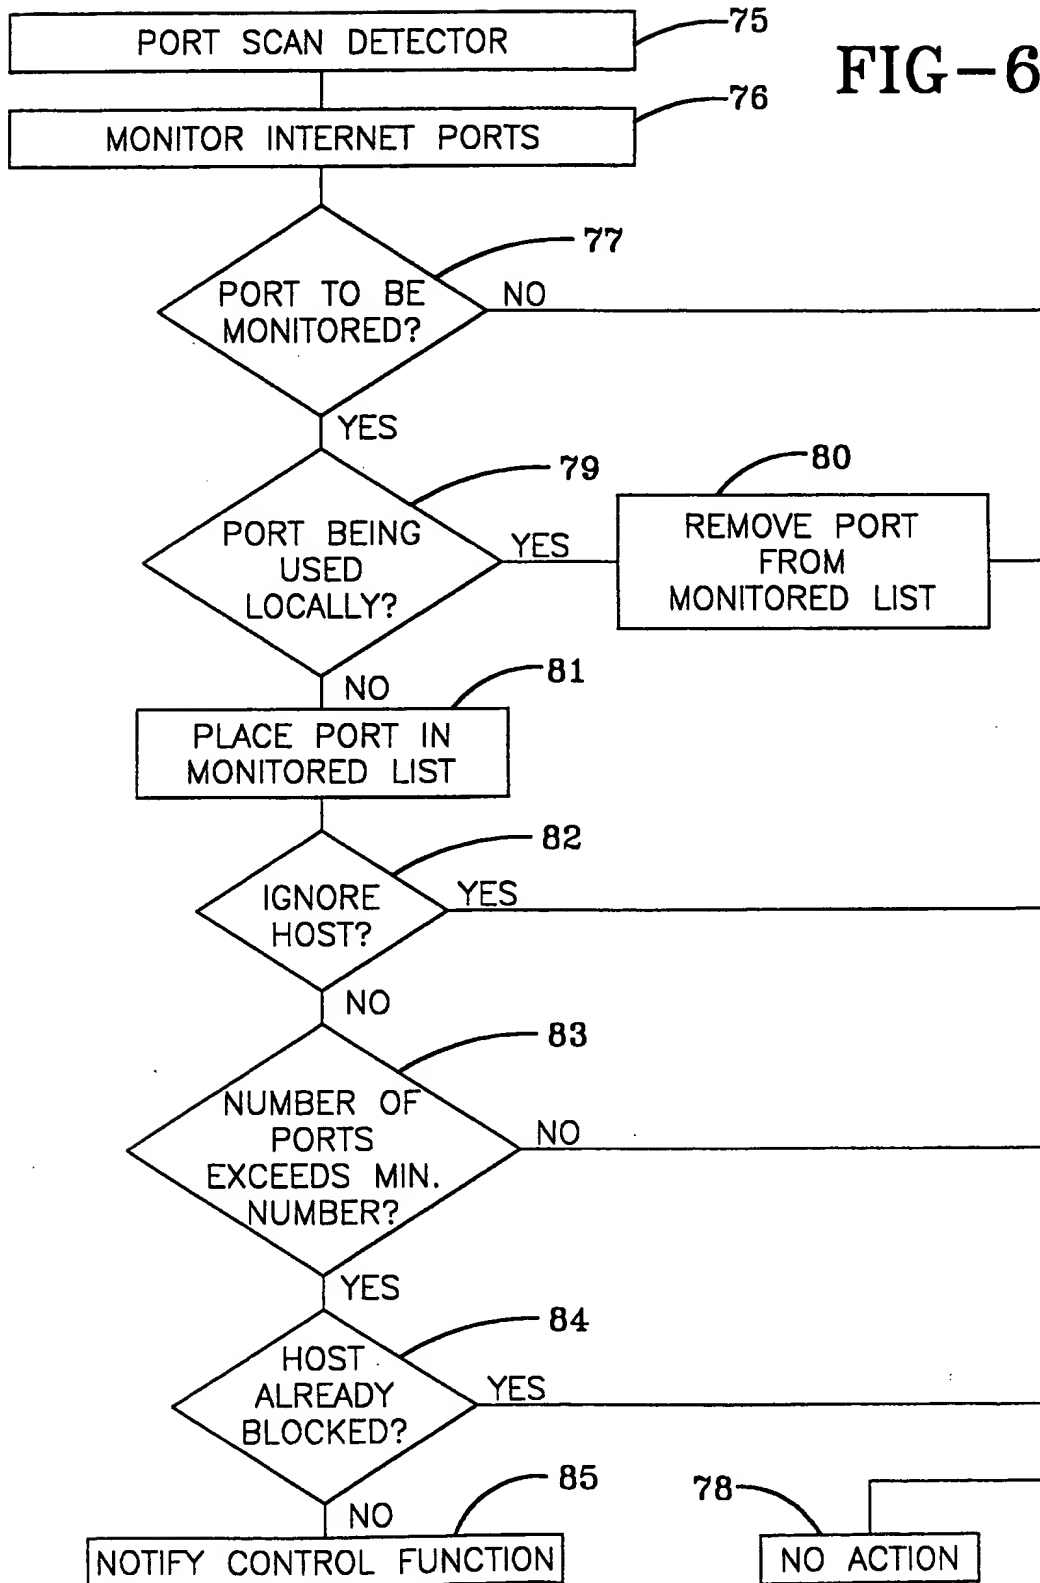 PORT SCAN DETECTOR
75
FIG-6
MONITOR INTERNET PORTS
76
77
PORT TO BE
MONITORED?
NO
YES
79
PORT BEING
USED
LOCALLY?
YES
80
REMOVE PORT
FROM
MONITORED LIST
NO
81
PLACE PORT IN
MONITORED LIST
82
IGNORE
HOST?
YES
NO
83
NUMBER OF
PORTS
EXCEEDS MIN.
NUMBER?
NO
YES
84
HOST
ALREADY
BLOCKED?
YES
NO
85
NOTIFY CONTROL FUNCTION
78
NO ACTION